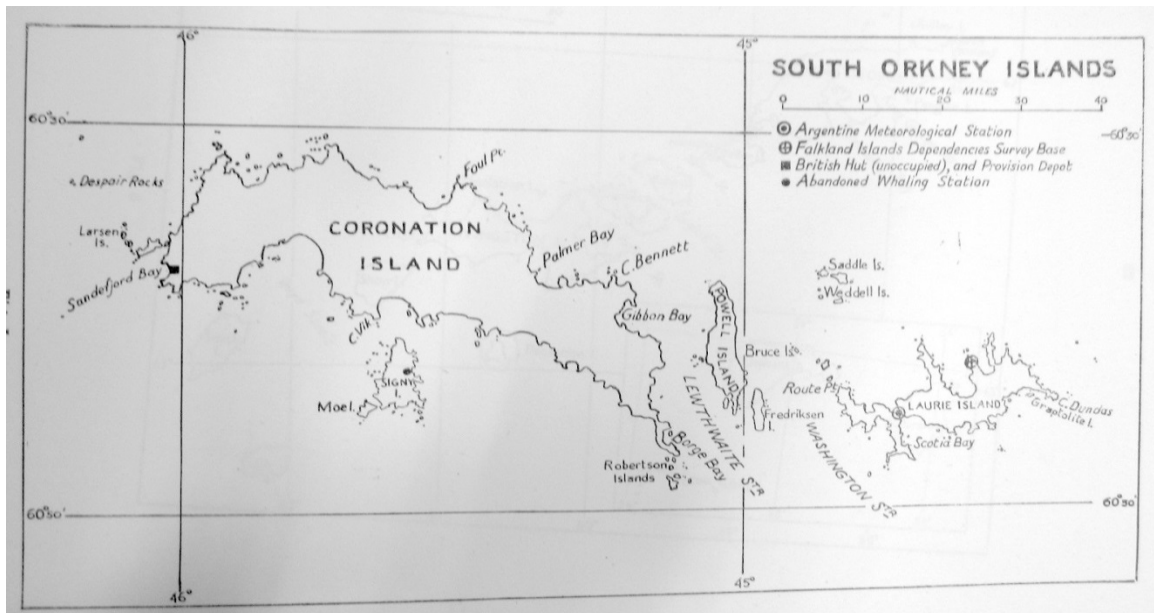 46°
45°
SOUTH ORKNEY ISLANDS
NAUTICAL MILES
0 10 20 30 40
60°30'
60°30'
Argentine Meteorological Station
Falkland Islands Dependencies Survey Base
British Hut (unoccupied), and Provision Depot
Abandoned Whaling Station
Despair Rocks
Foul Pt.
Larsen
Is.
CORONATION
ISLAND
Palmer Bay
C. Bennett
Sandefjord Bay
Saddle Is.
Weddell Is.
POWELL ISLAND
Gibbon Bay
C. Vik
Bruce Is.
SIGNY
I.
Moe I.
Route Pt.
LAURIE ISLAND
C. Dundas
Graptolite I.
Fredriksen
I.
LEWTHWAITE STR
WASHINGTON STR
Scotia Bay
Borge Bay
Robertson
Islands
60°50'
60°50'
46°
45°